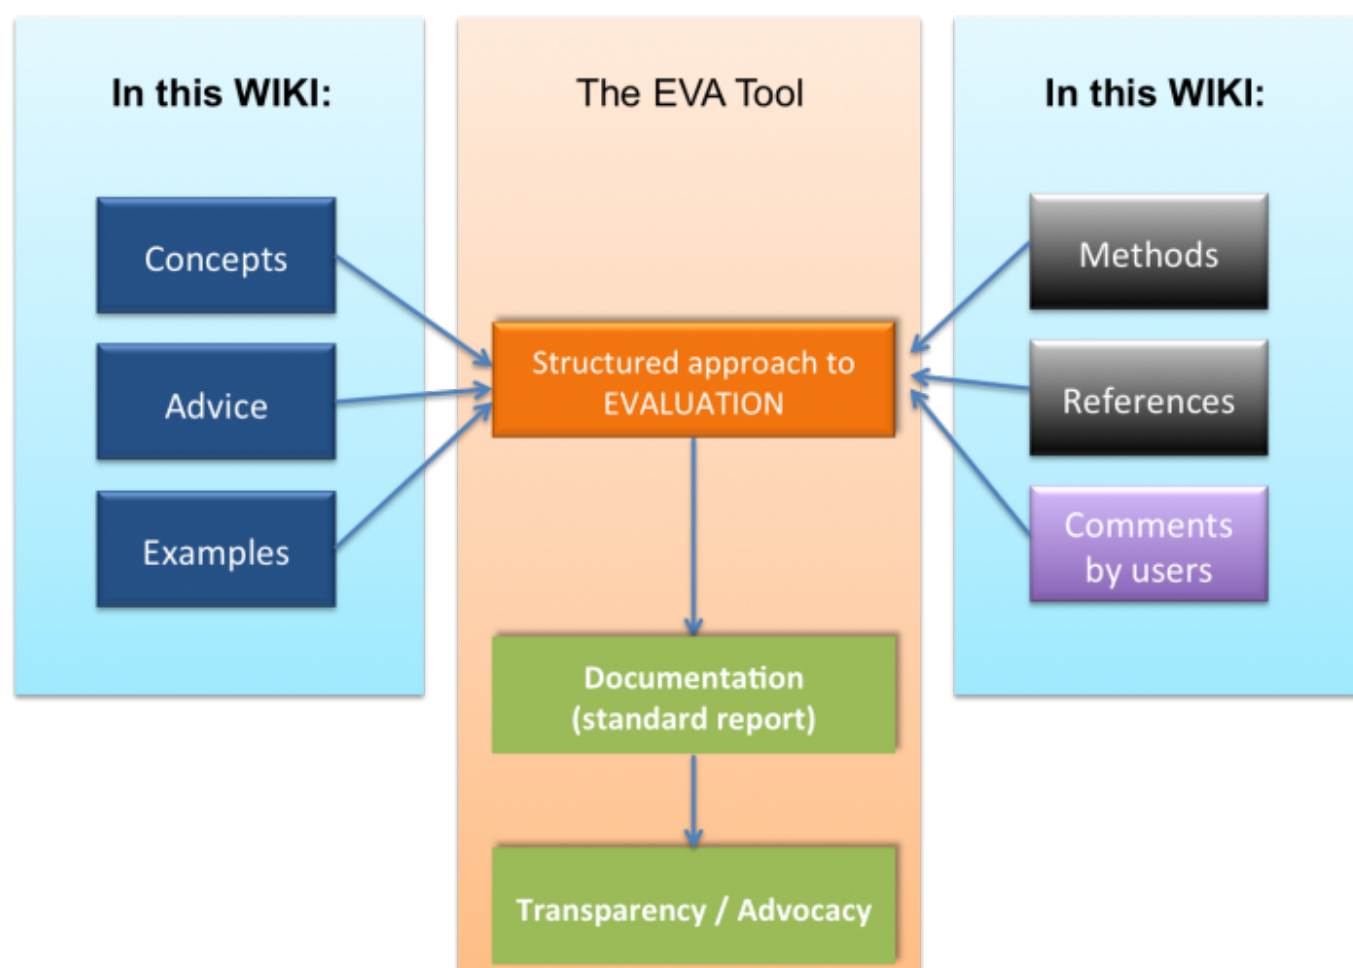 In this WIKI:
Concepts
Advice
Examples
The EVA Tool
Structured approach to
EVALUATION
Documentation
(standard report)
Transparency / Advocacy
In this WIKI:
Methods
References
Comments
by users